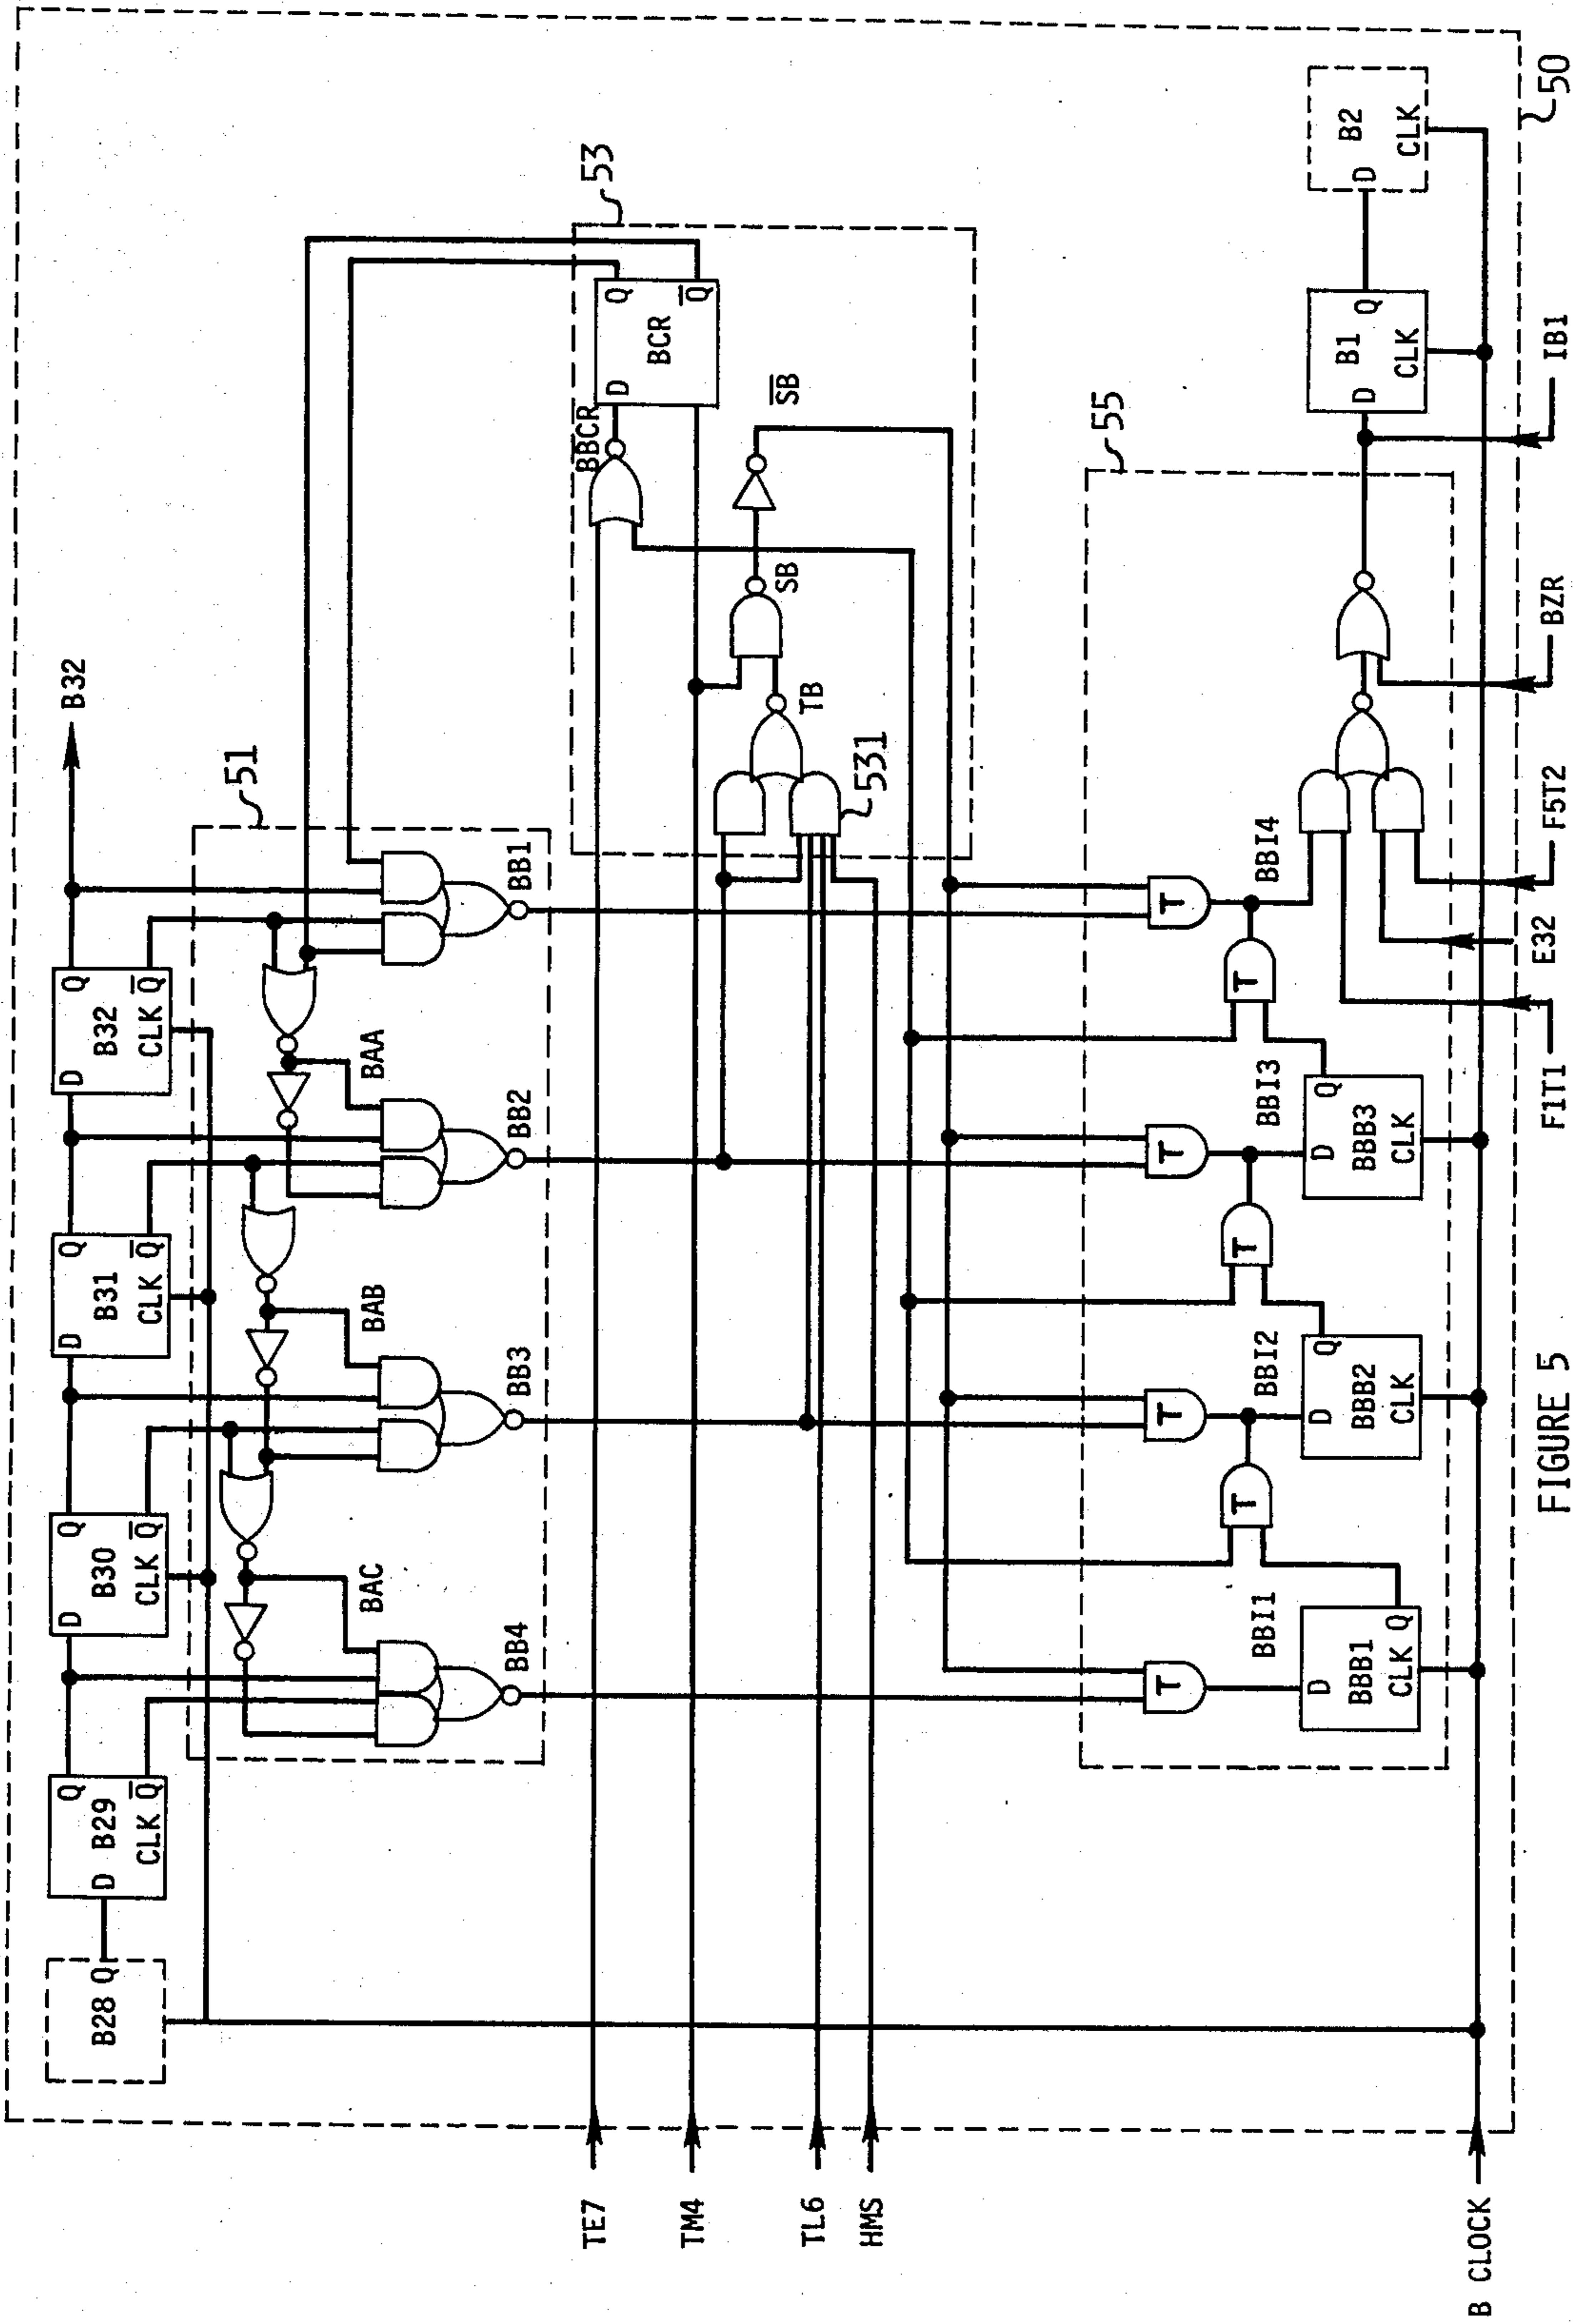 B32
D Q
B32
CLK Q̅
D Q
B31
CLK Q̅
D Q
B30
CLK Q̅
D Q
B29
CLK Q̅
B28 Q
51
BB1
BAA
BB2
BAB
BB3
BAC
BB4
53
D Q
BCR
Q̅
BBCR
S̅B̅
SB
TB
531
TE7
TM4
TL6
HMS
B CLOCK
55
T
T
T
T
T
T
T
BBI4
BBI3
BBI2
BBI1
D Q
BBB3
CLK
D Q
BBB2
CLK
D
BBB1
CLK Q
D Q
B1
CLK
D
B2
CLK
50
IB1
BZR
F5T2
E32
F1T1
FIGURE 5